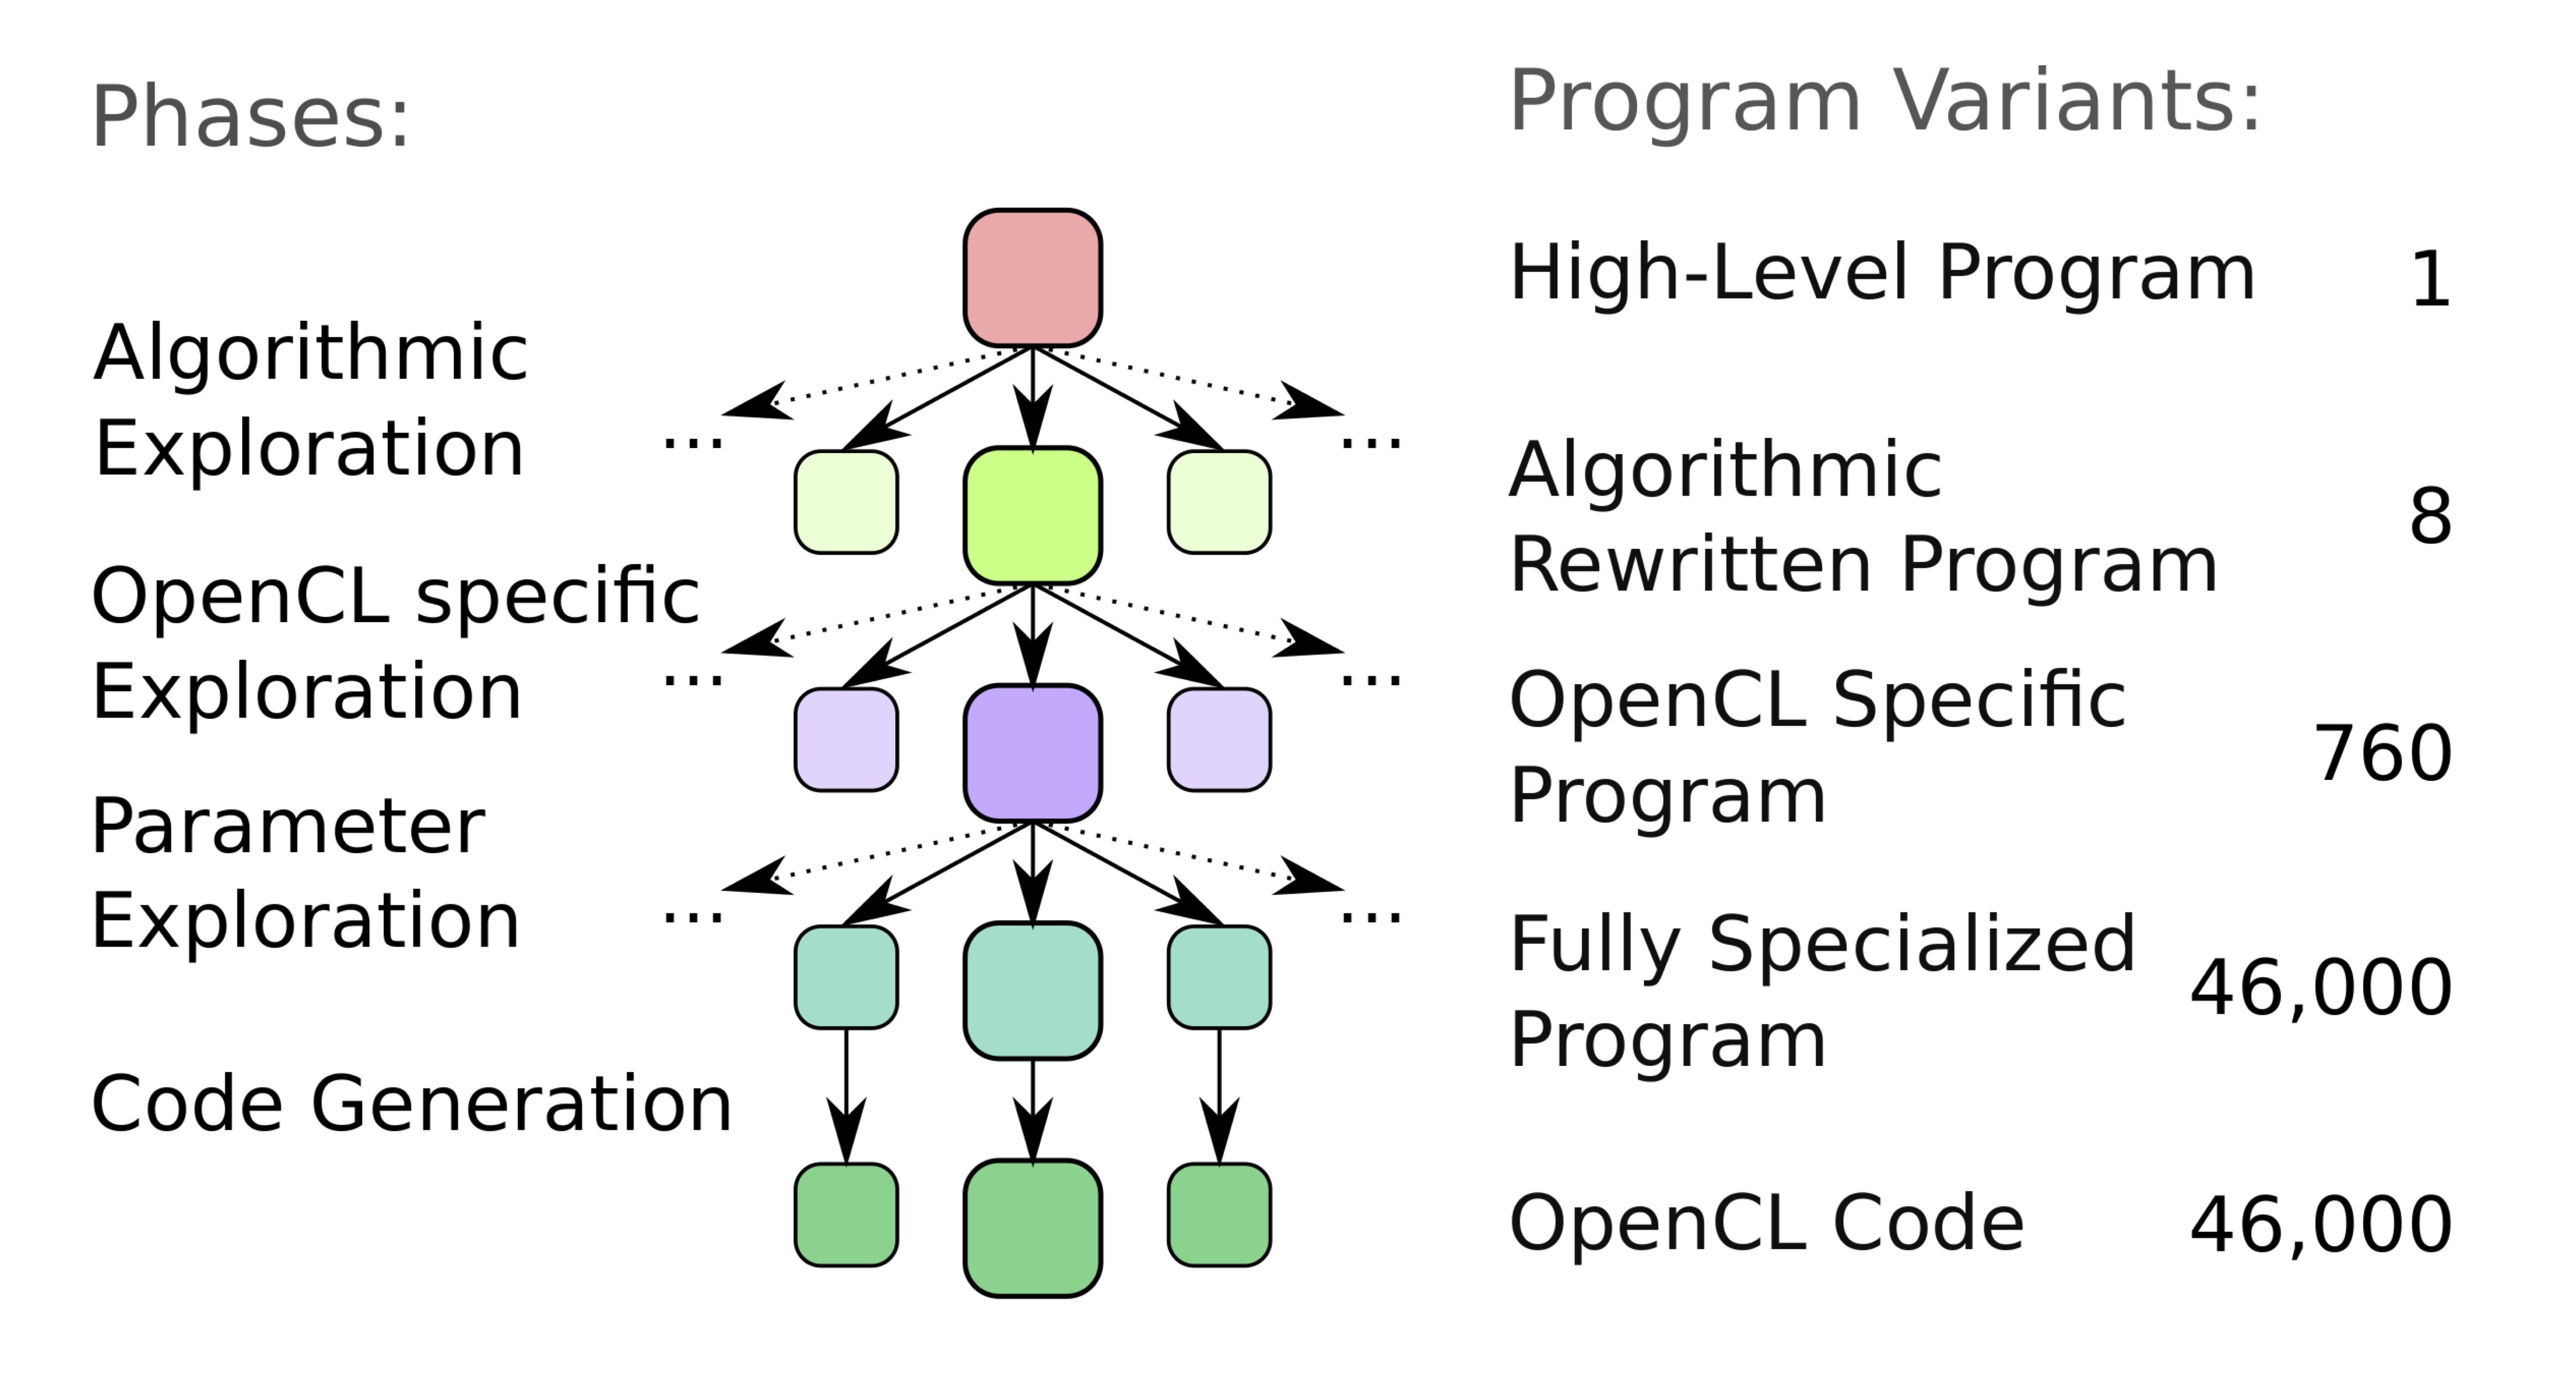 Phases:
Program Variants:
High-Level Program 1
Algorithmic
Exploration
...
...
Algorithmic
Rewritten Program
8
OpenCL specific
Exploration
...
...
OpenCL Specific
Program
760
Parameter
Exploration
...
...
Fully Specialized
Program
46,000
Code Generation
OpenCL Code 46,000